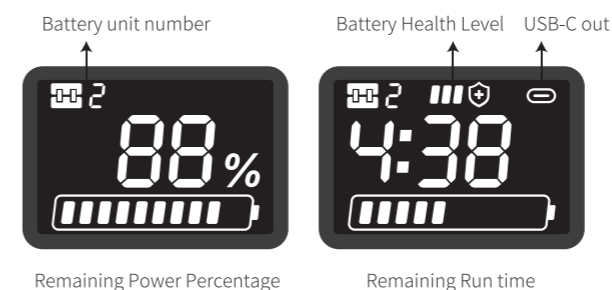 Battery unit number
Battery Health Level
USB-C out
2
88%
2
4:38
Remaining Power Percentage
Remaining Run time